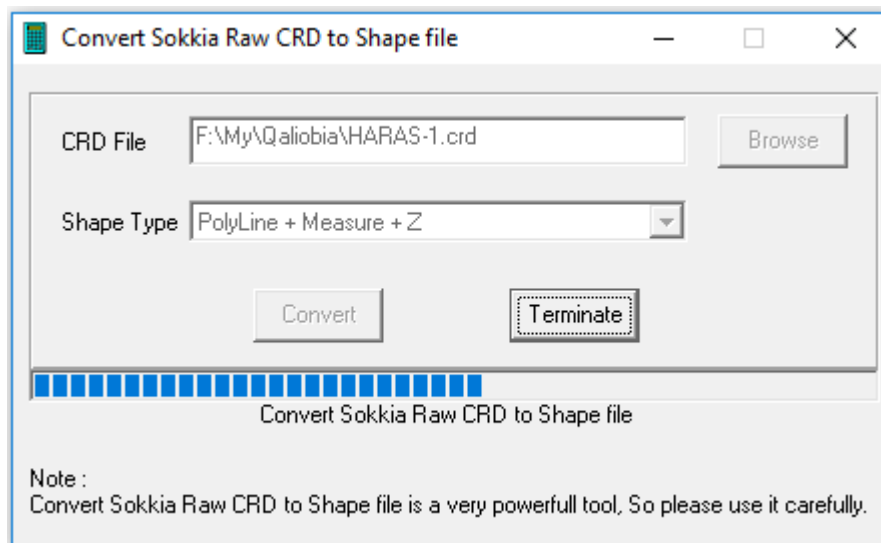 Convert Sokkia Raw CRD to Shape file
CRD File F:\My\Qaliobia\HARAS-1.crd Browse
Shape Type PolyLine + Measure + Z
Convert Terminate
Convert Sokkia Raw CRD to Shape file
Note :
Convert Sokkia Raw CRD to Shape file is a very powerfull tool, So please use it carefully.